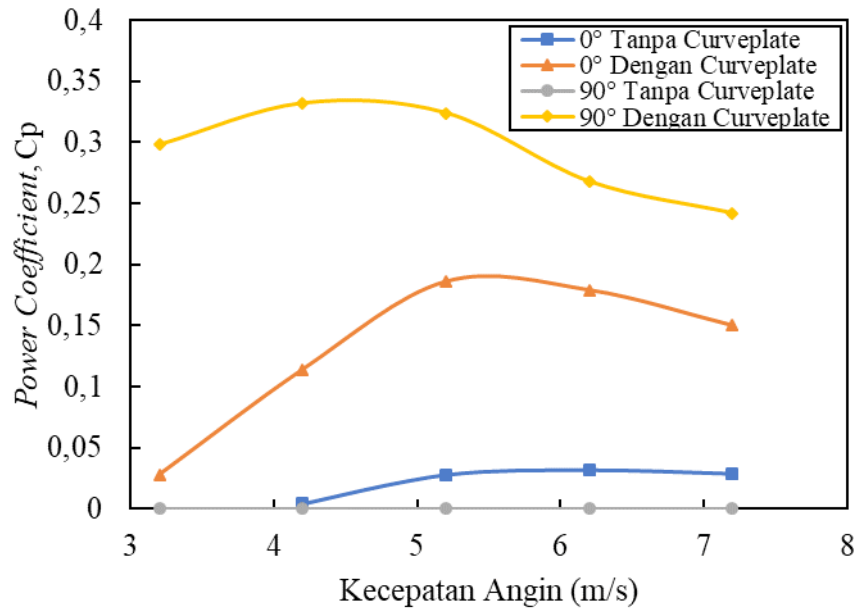 0,4
0,35
0,3
0,25
0,2
0,15
0,1
0,05
0
Power Coefficient, Cp
0° Tanpa Curveplate
0° Dengan Curveplate
90° Tanpa Curveplate
90° Dengan Curveplate
3 4 5 6 7 8
Kecepatan Angin (m/s)